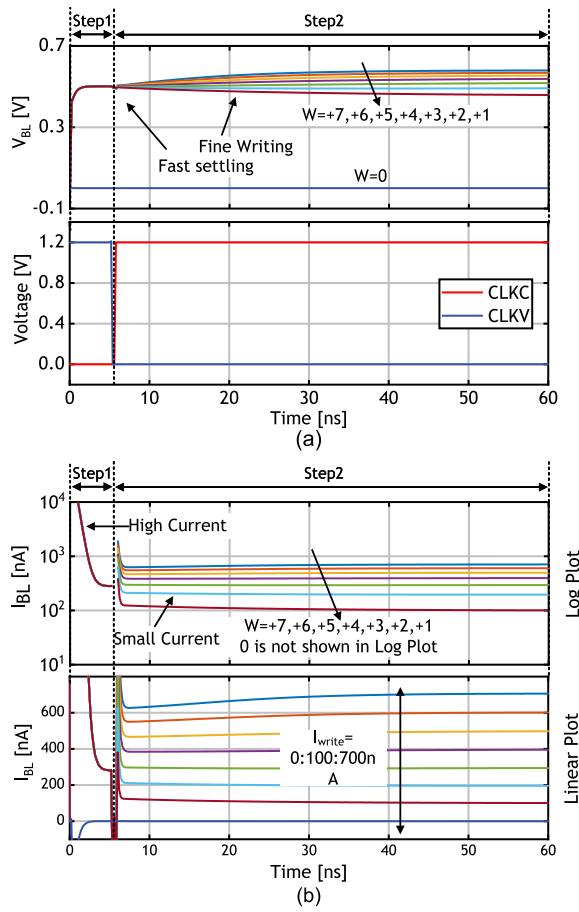 Step1
Step2
0.7
0.3
-0.1
V_BL [V]
W=+7,+6,+5,+4,+3,+2,+1
Fine Writing
Fast settling
W=0
1.2
0.8
0.4
0.0
Voltage [V]
CLKC
CLKV
0 10 20 30 40 50 60
Time [ns]
(a)
Step1
Step2
10^4
10^3
10^2
10^1
I_BL [nA]
High Current
Small Current
W=+7,+6,+5,+4,+3,+2,+1
0 is not shown in Log Plot
Log Plot
600
400
200
0
I_BL [nA]
I_write=
0:100:700n
A
Linear Plot
0 10 20 30 40 50 60
Time [ns]
(b)